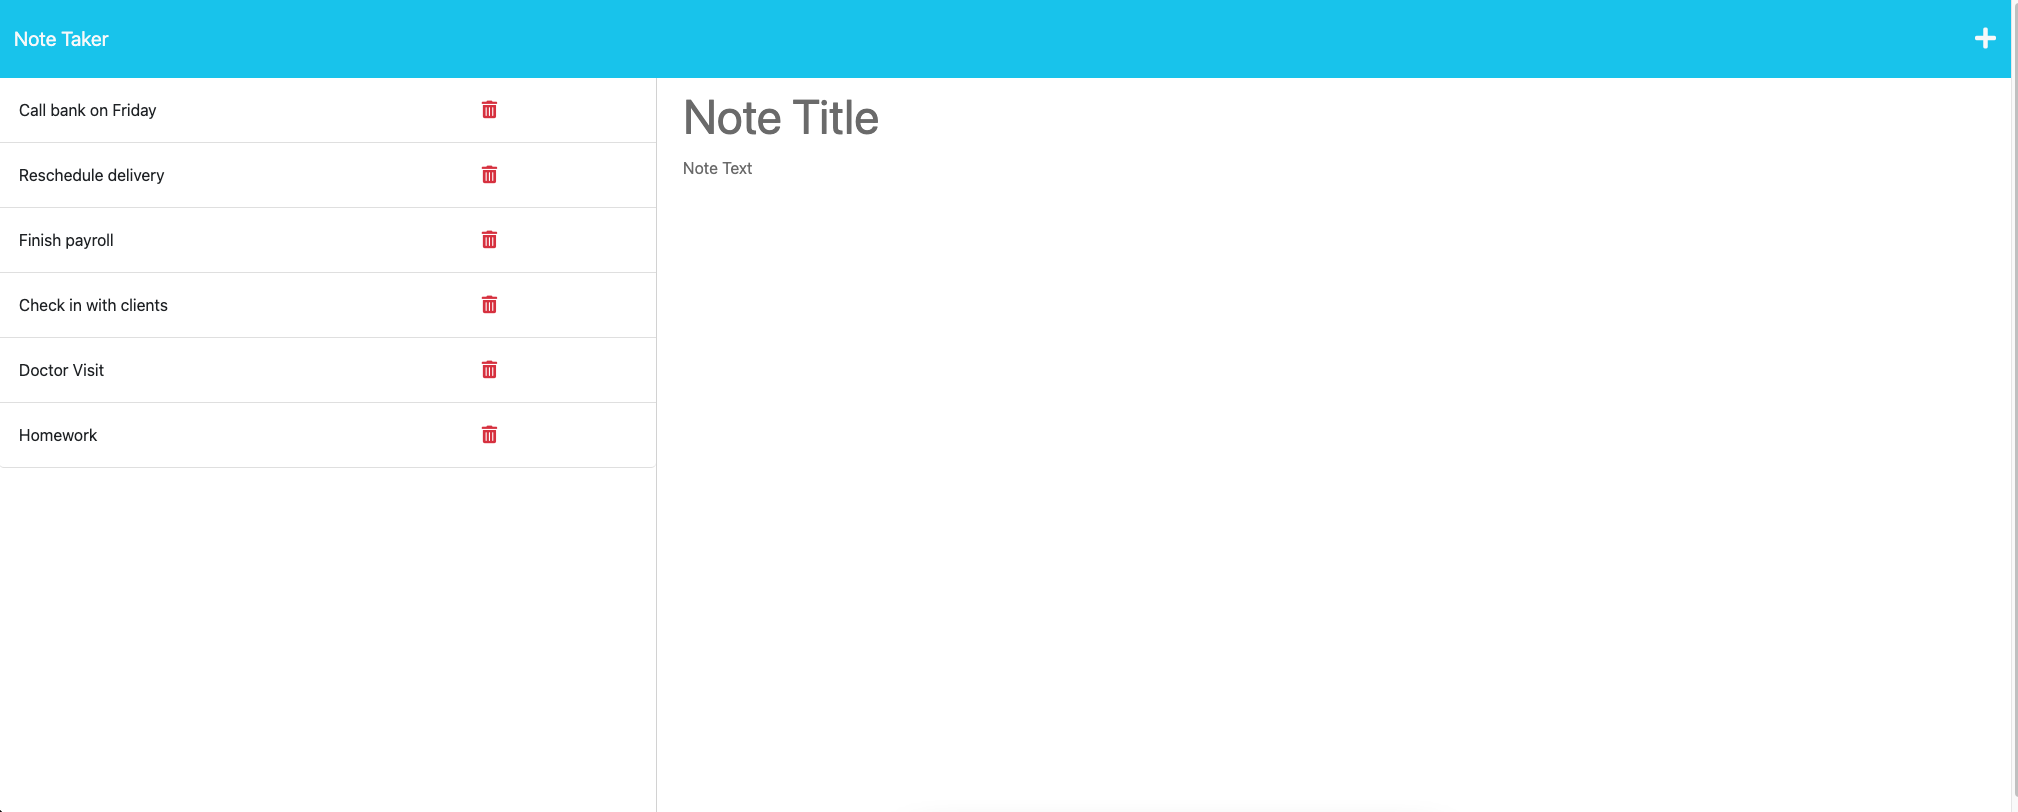 Note Taker
Call bank on Friday
Reschedule delivery
Finish payroll
Check in with clients
Doctor Visit
Homework
Note Title
Note Text